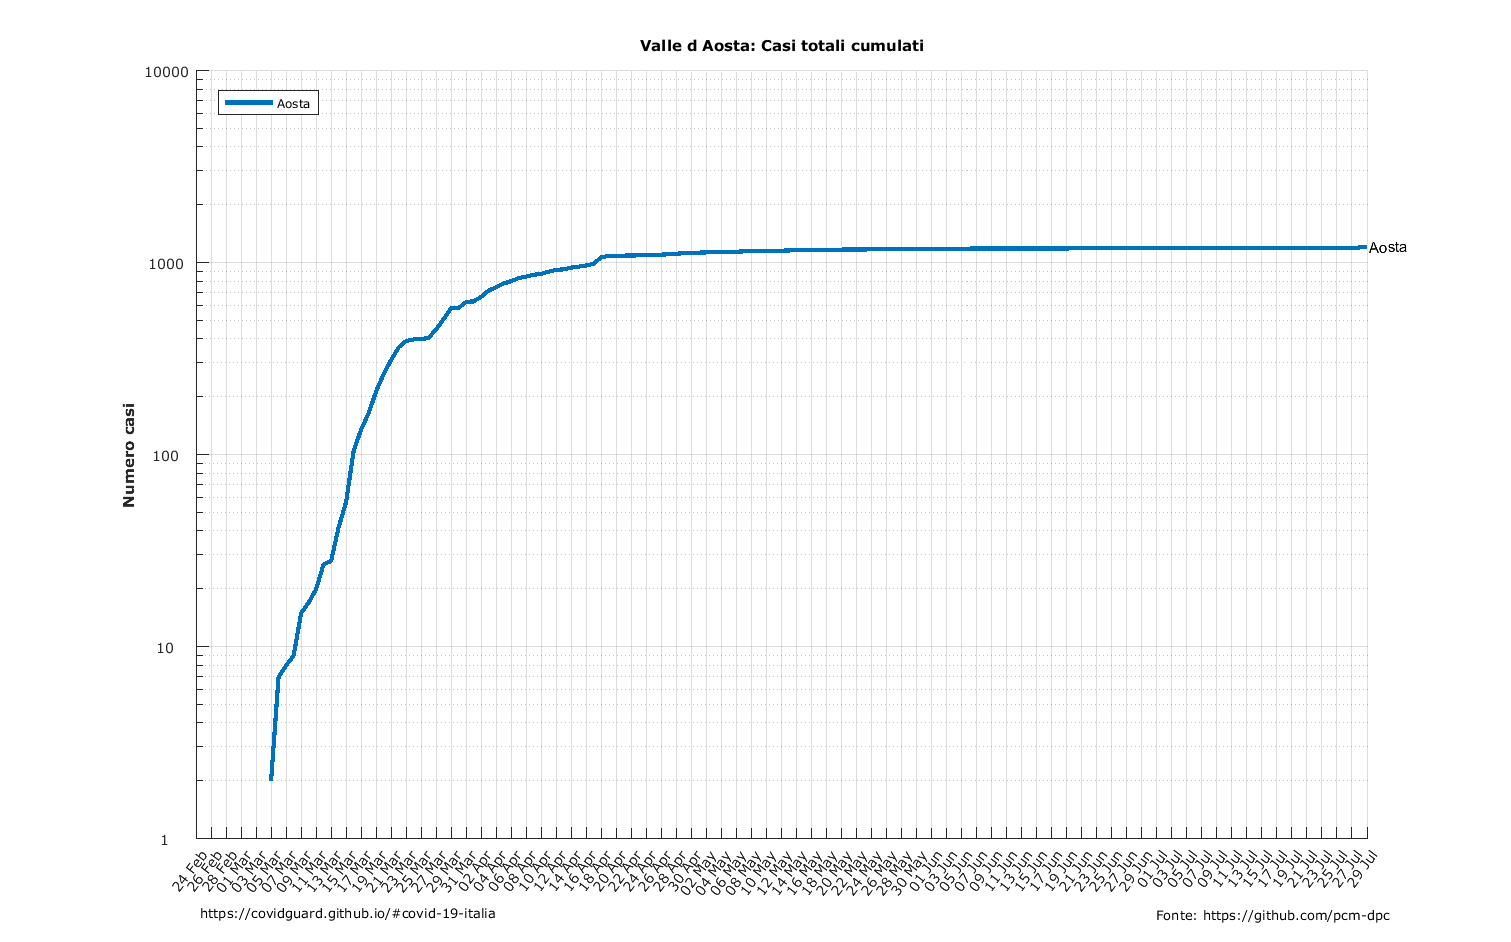 Valle d Aosta: Casi totali cumulati
10000
1000
100
10
1
Numero casi
Aosta
Aosta
24 Feb
26 Feb
28 Feb
01 Mar
03 Mar
05 Mar
07 Mar
09 Mar
11 Mar
13 Mar
15 Mar
17 Mar
19 Mar
21 Mar
23 Mar
25 Mar
27 Mar
29 Mar
31 Mar
02 Apr
04 Apr
06 Apr
08 Apr
10 Apr
12 Apr
14 Apr
16 Apr
18 Apr
20 Apr
22 Apr
24 Apr
26 Apr
28 Apr
30 Apr
02 May
04 May
06 May
08 May
10 May
12 May
14 May
16 May
18 May
20 May
22 May
24 May
26 May
28 May
30 May
01 Jun
03 Jun
05 Jun
07 Jun
09 Jun
11 Jun
13 Jun
15 Jun
17 Jun
19 Jun
21 Jun
23 Jun
25 Jun
27 Jun
29 Jun
01 Jul
03 Jul
05 Jul
07 Jul
09 Jul
11 Jul
13 Jul
15 Jul
17 Jul
19 Jul
21 Jul
23 Jul
25 Jul
27 Jul
29 Jul
https://covidguard.github.io/#covid-19-italia
Fonte: https://github.com/pcm-dpc